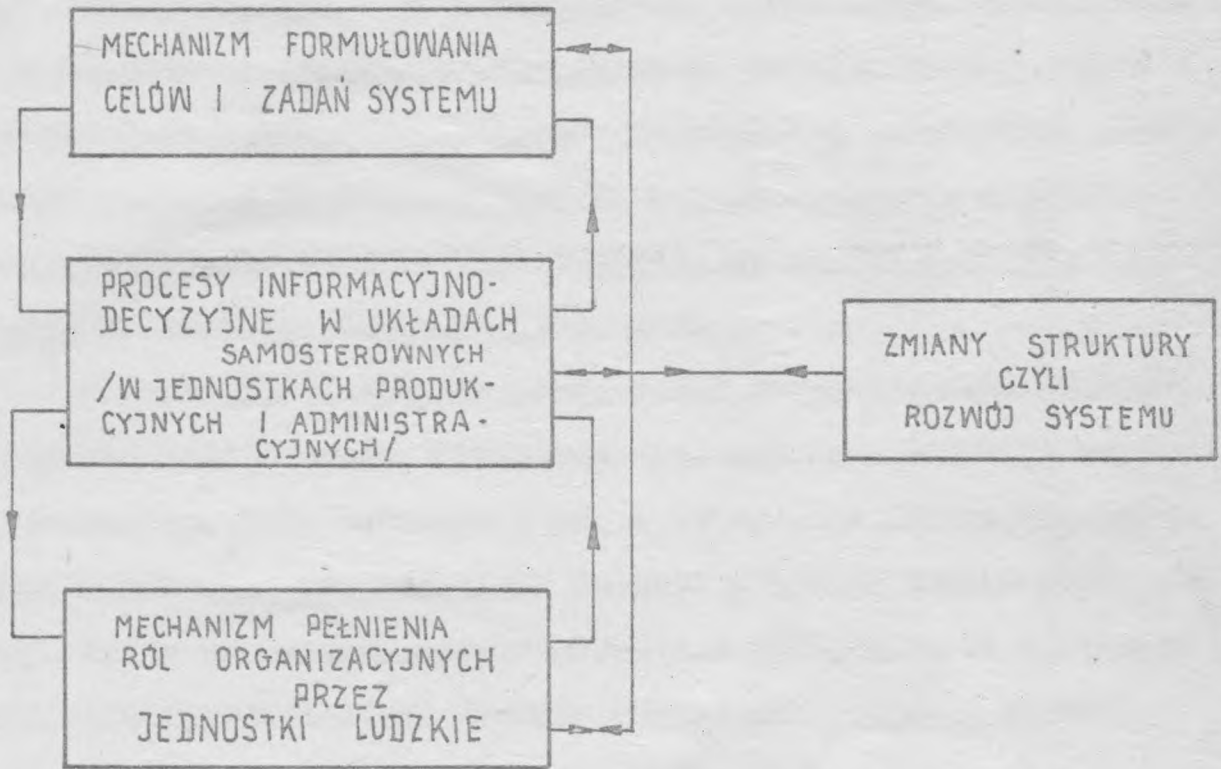 MECHANIZM FORMUŁOWANIA
CELÓW I ZADAŃ SYSTEMU
PROCESY INFORMACYJNO-
DECYZYJNE W UKŁADACH
SAMOSTEROWNYCH
/W JEDNOSTKACH PRODUK-
CYJNYCH I ADMINISTRA-
CYJNYCH/
ZMIANY STRUKTURY
CZYLI
ROZWÓJ SYSTEMU
MECHANIZM PEŁNIENIA
RÓL ORGANIZACYJNYCH
PRZEZ
JEDNOSTKI LUDZKIE